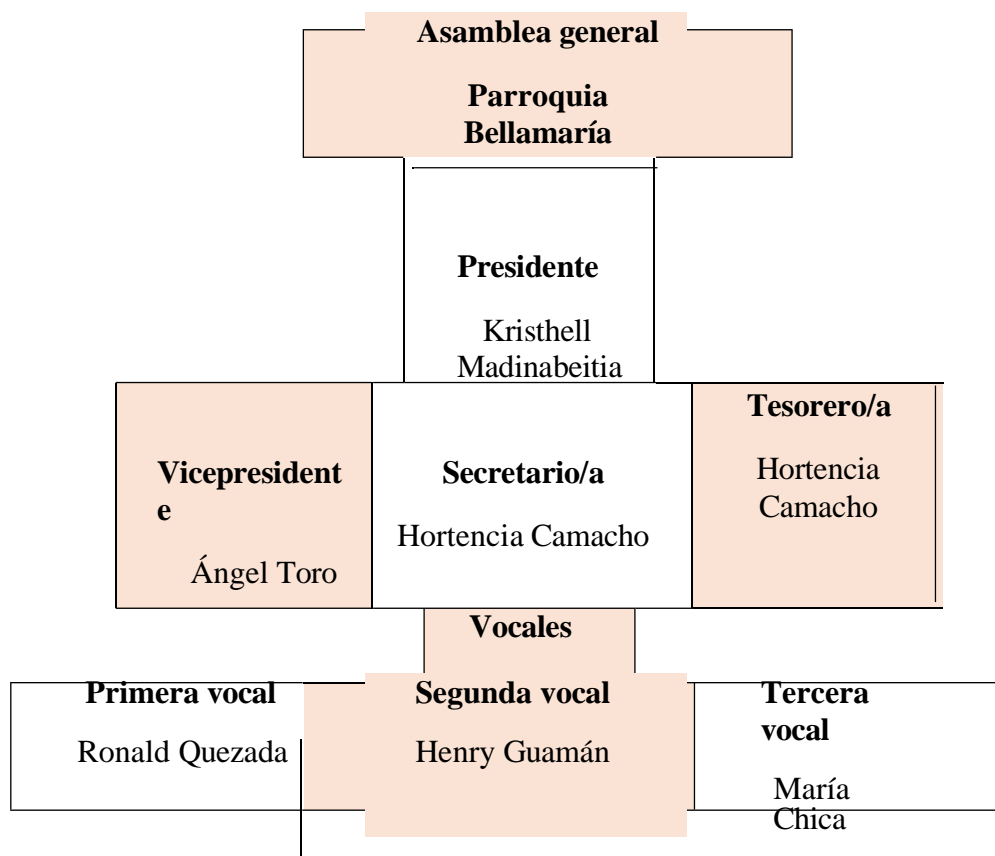 Asamblea general
Parroquia
Bellamaría
Presidente
Kristhell
Madinabeitia
Vicepresident
e
Ángel Toro
Secretario/a
Hortencia Camacho
Tesorero/a
Hortencia
Camacho
Vocales
Primera vocal
Ronald Quezada
Segunda vocal
Henry Guamán
Tercera
vocal
María
Chica